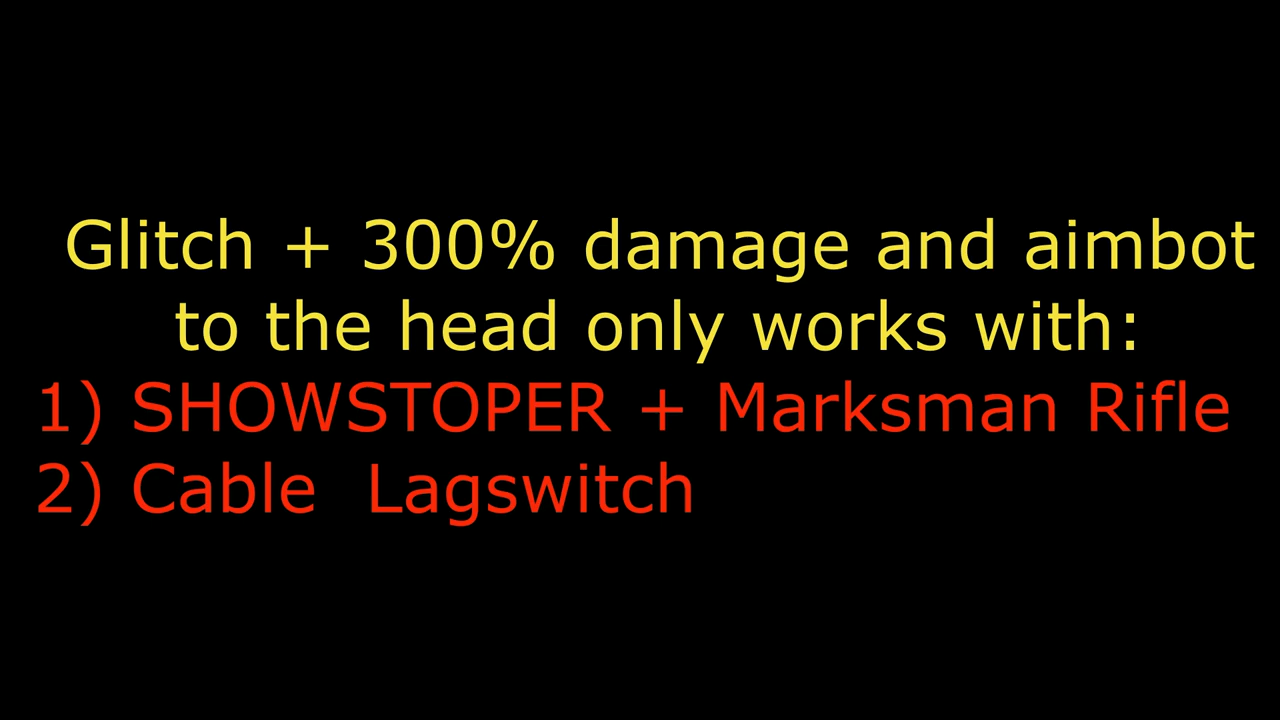 Glitch + 300% damage and aimbot
to the head only works with:
1) SHOWSTOPER + Marksman Rifle
2) Cable  Lagswitch